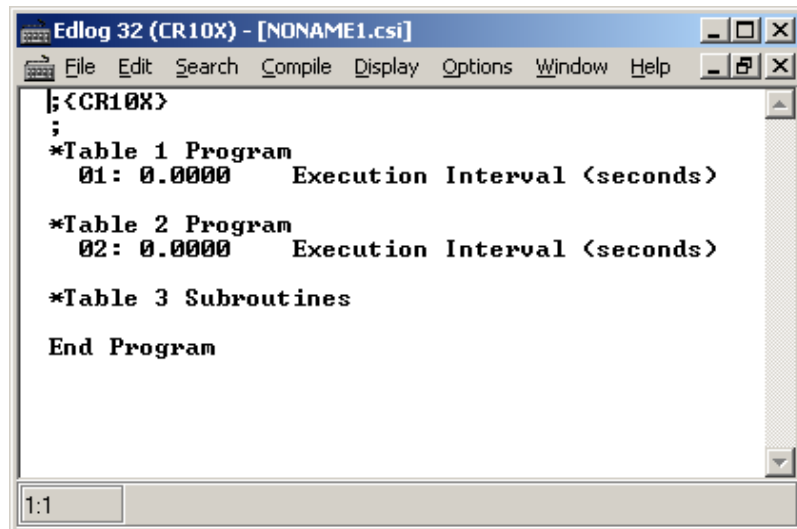 Edlog 32 (CR10X) - [NONAME1.csi]
File Edit Search Compile Display Options Window Help
;{CR10X}
;
*Table 1 Program
01: 0.0000 Execution Interval (seconds)
*Table 2 Program
02: 0.0000 Execution Interval (seconds)
*Table 3 Subroutines
End Program
1:1